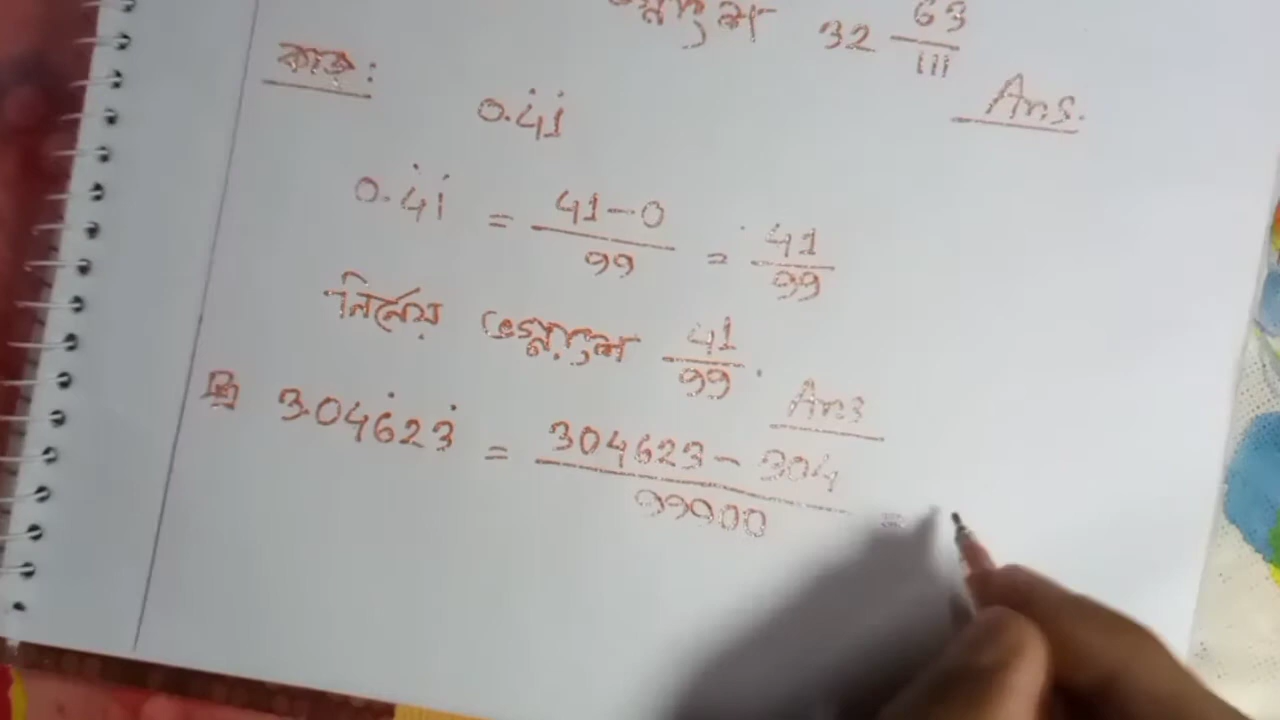 ভগ্নাংশ 32 63/111
Ans.
কাজ:
0.4̇1̇
0.4̇1̇ = 41-0/99 = 41/99
নির্নেয় ভগ্নাংশ 41/99. Ans
3.046̇23̇ = 304623-304/99900 =